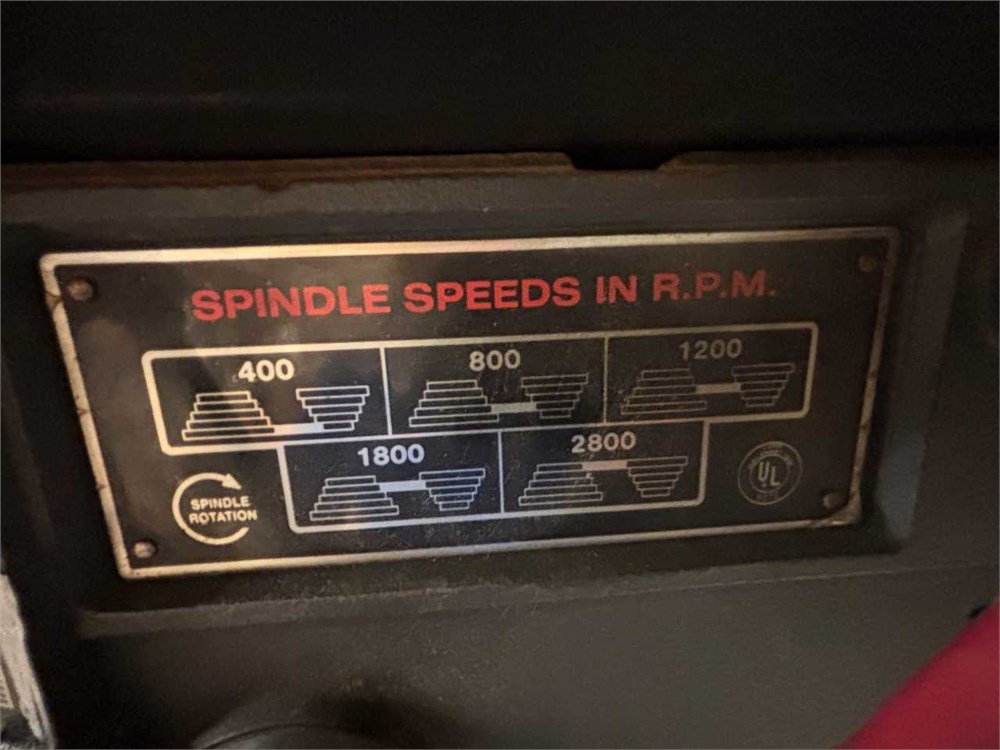 SPINDLE SPEEDS IN R.P.M.
400
800
1200
1800
2800
SPINDLE
ROTATION
UL